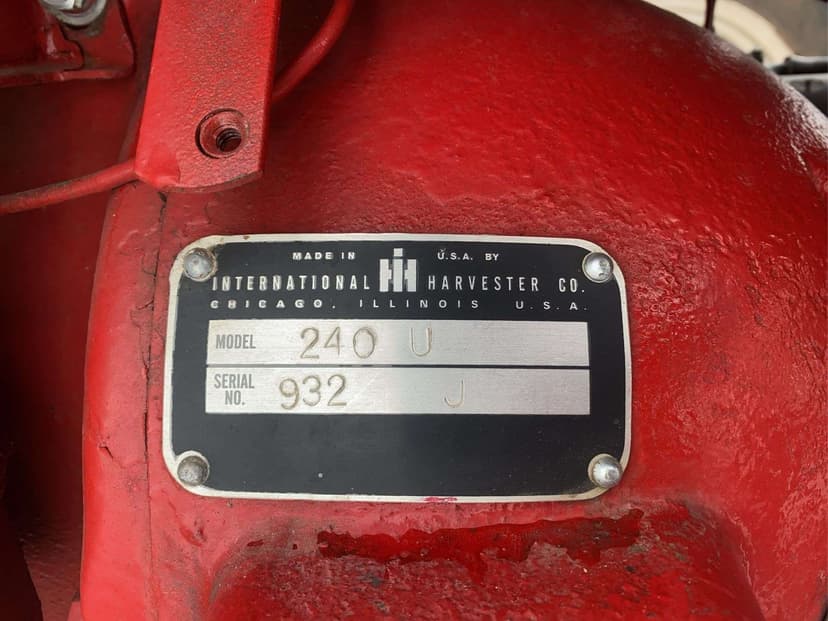 MADE IN IH U.S.A. BY
INTERNATIONAL HARVESTER CO.
CHICAGO, ILLINOIS U.S.A.
MODEL 240 U
SERIAL NO. 932 J